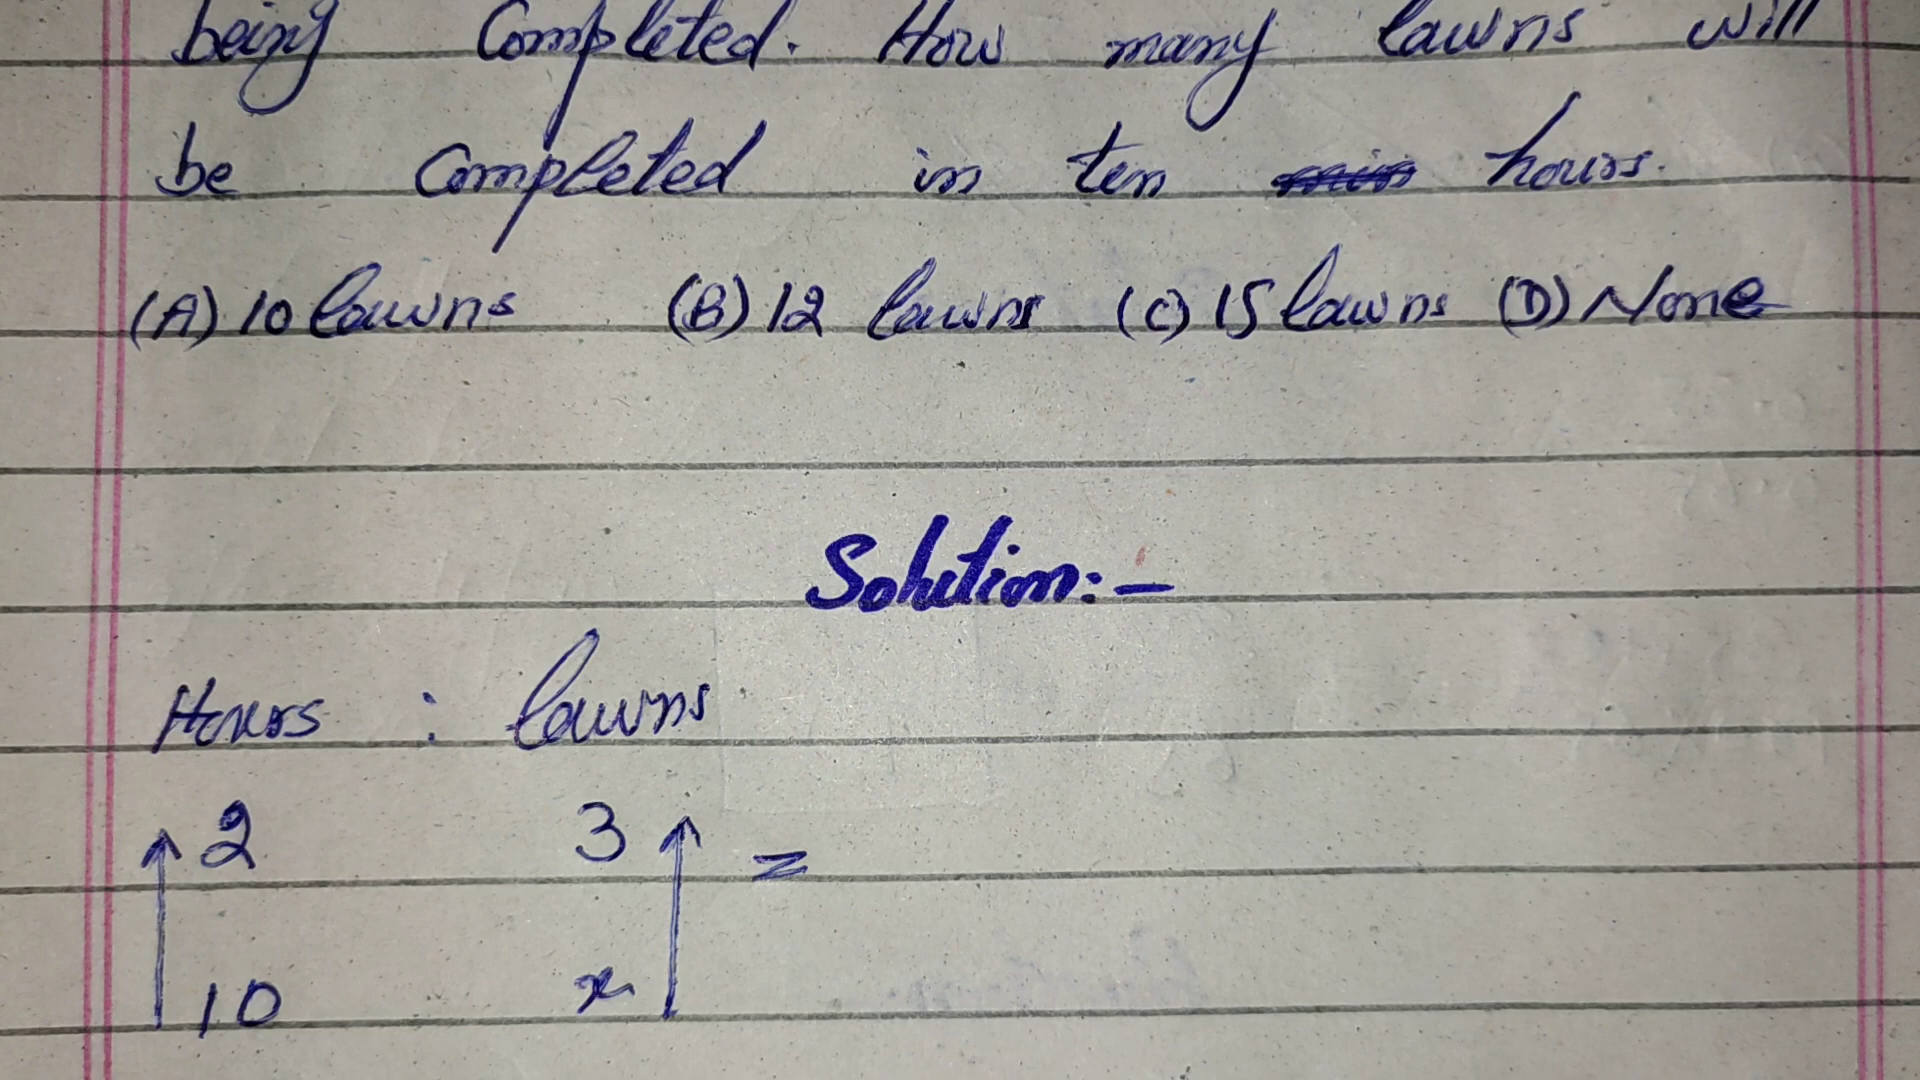 being Completed. How many lawns will
be Completed in ten hours.
(A) 10 lawns (B) 12 lawns (C) 15 lawns (D) None
Solution:-
Hours : lawns
2 3 =
10 x